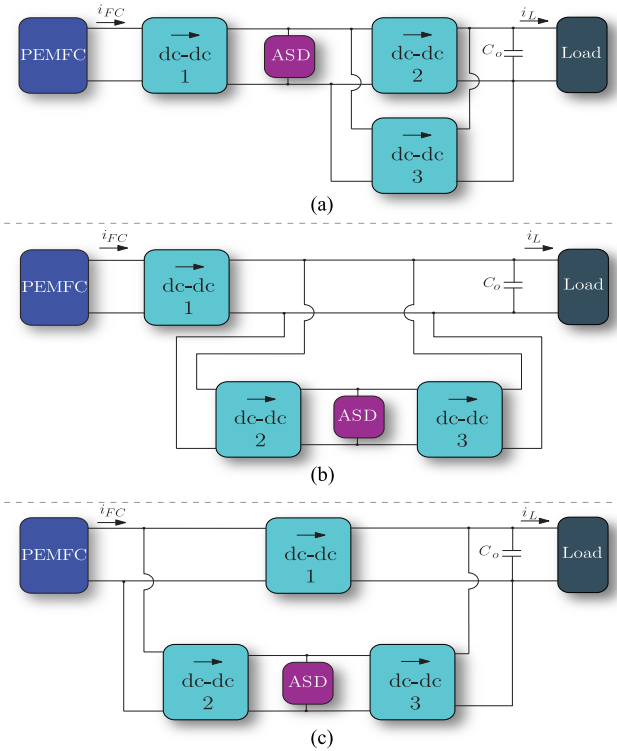 i_FC
i_L
PEMFC
dc-dc
1
ASD
dc-dc
2
C_o
Load
dc-dc
3
(a)
i_FC
i_L
PEMFC
dc-dc
1
C_o
Load
dc-dc
2
ASD
dc-dc
3
(b)
i_FC
i_L
PEMFC
dc-dc
1
C_o
Load
dc-dc
2
ASD
dc-dc
3
(c)